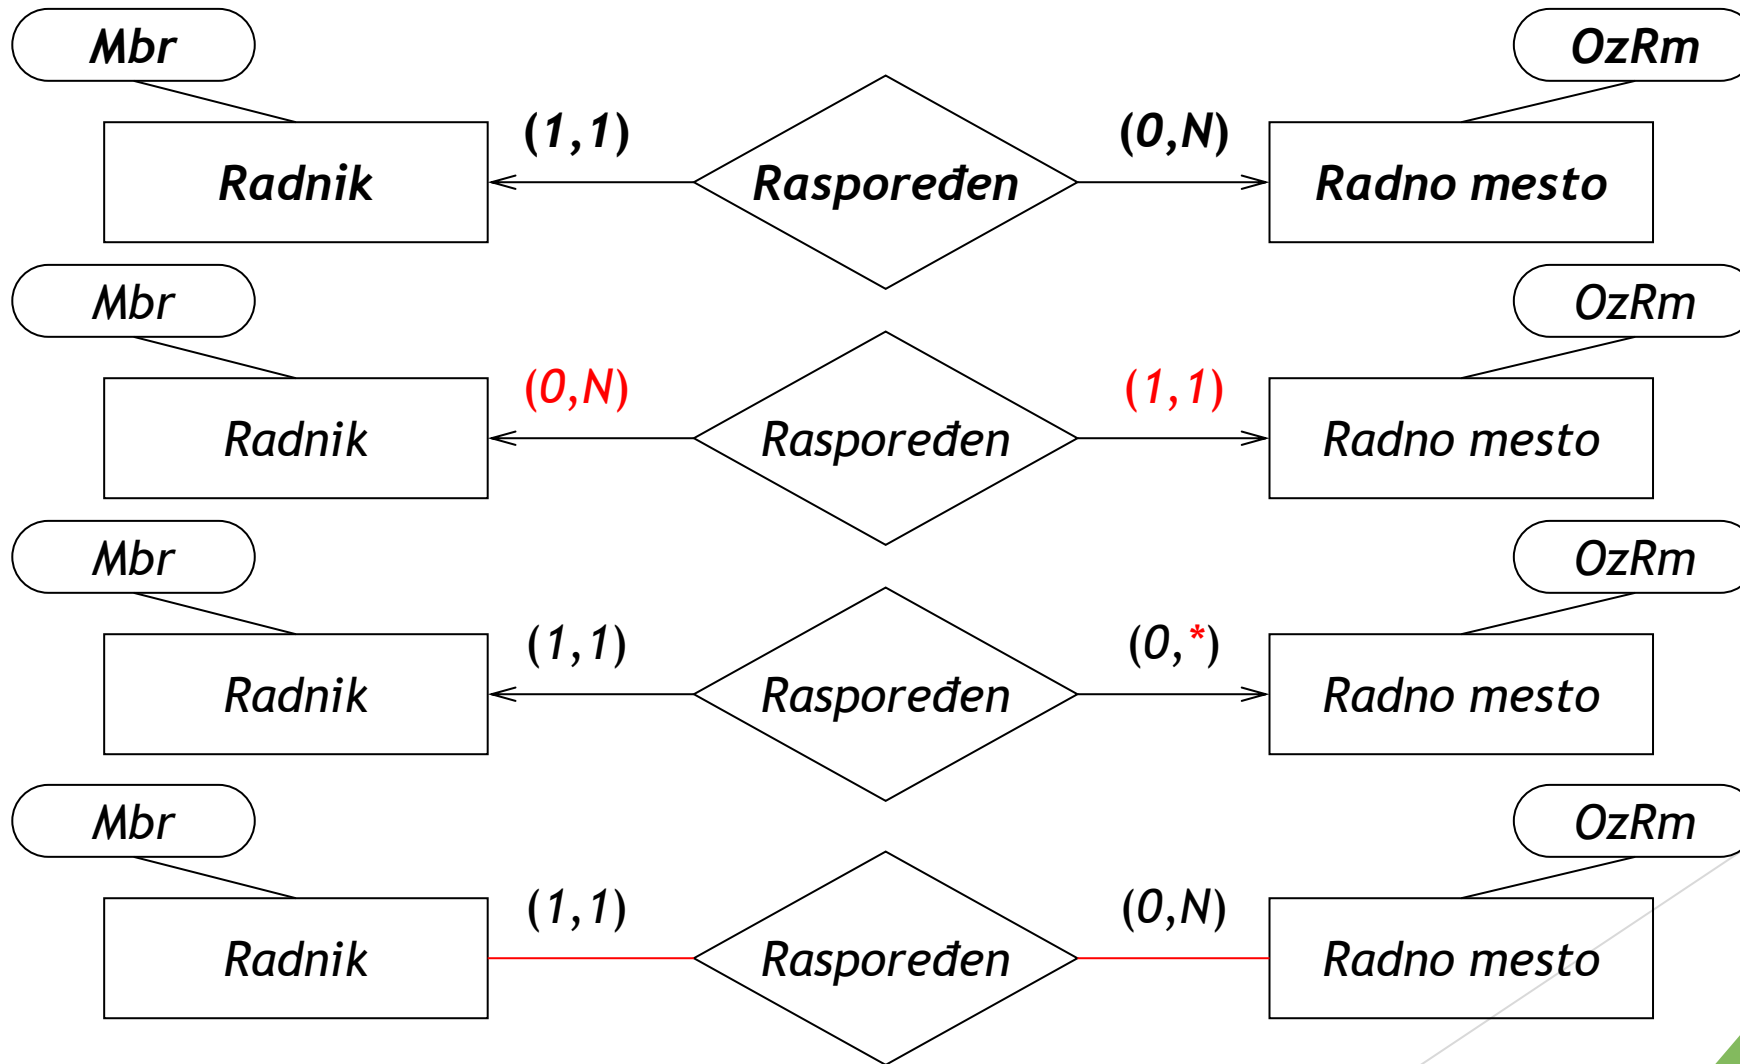 Mbr OzRm
(1,1) (0,N)
Radnik Raspoređen Radno mesto
Mbr OzRm
(0,N) (1,1)
Radnik Raspoređen Radno mesto
Mbr OzRm
(1,1) (0,*)
Radnik Raspoređen Radno mesto
Mbr OzRm
(1,1) (0,N)
Radnik Raspoređen Radno mesto